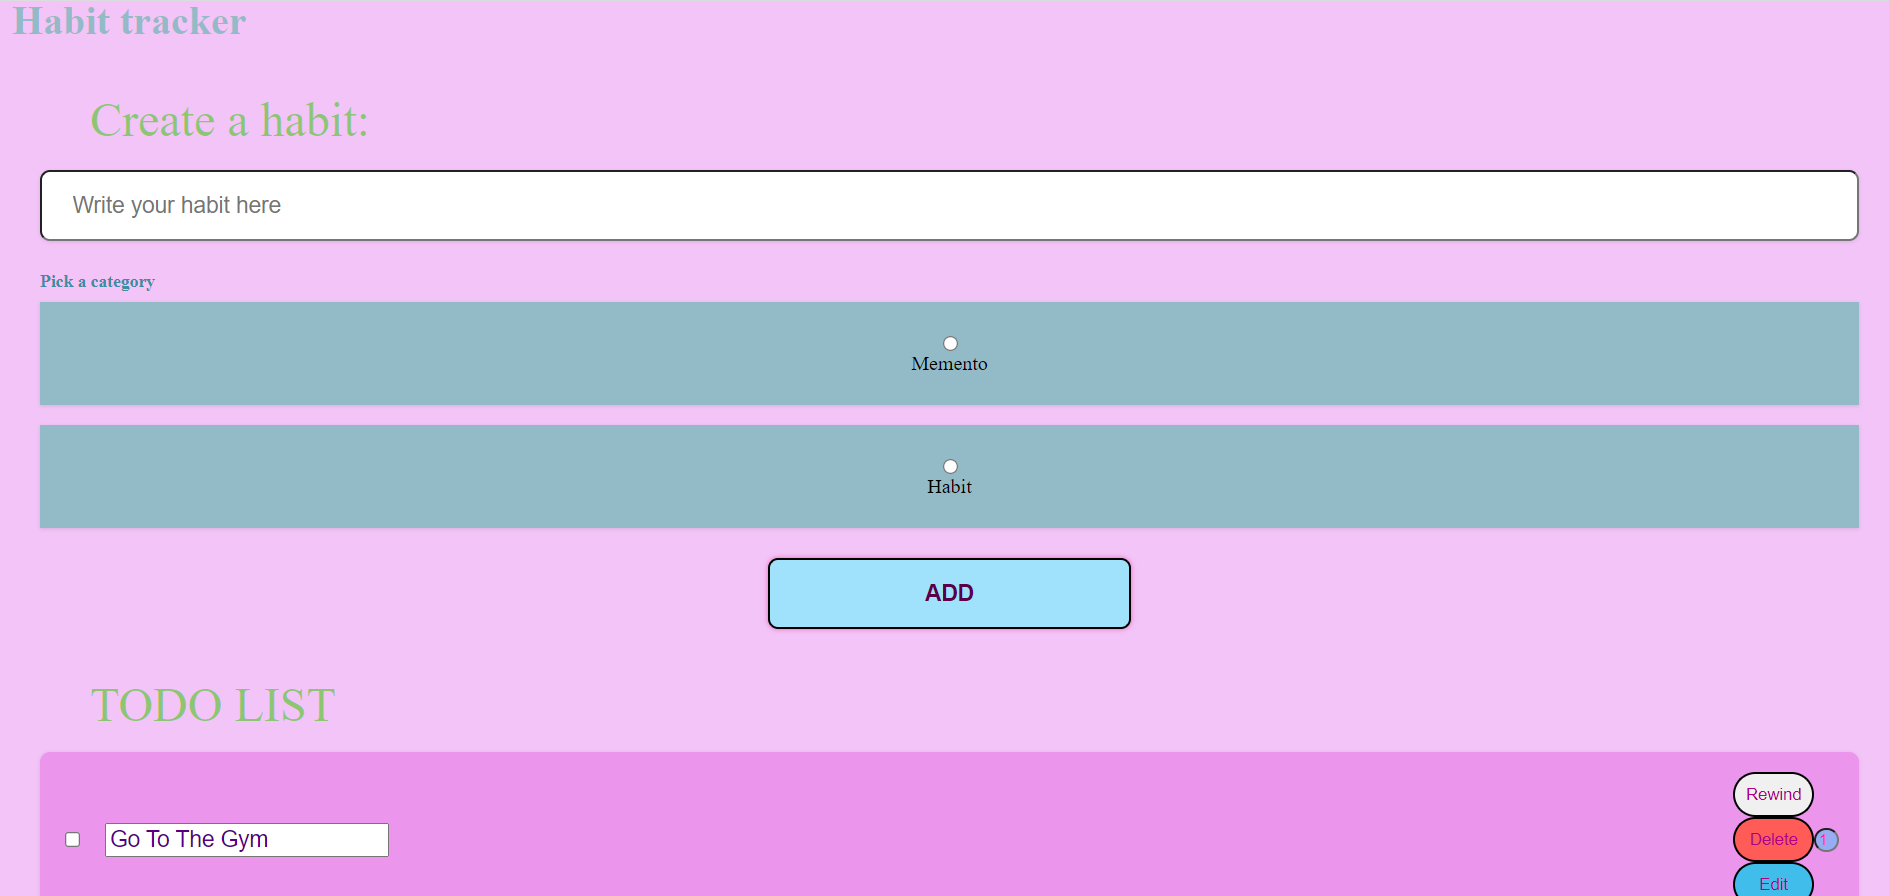 Habit tracker
Create a habit:
Write your habit here
Pick a category
Memento
Habit
ADD
TODO LIST
Rewind
Go To The Gym
Delete 1
Edit